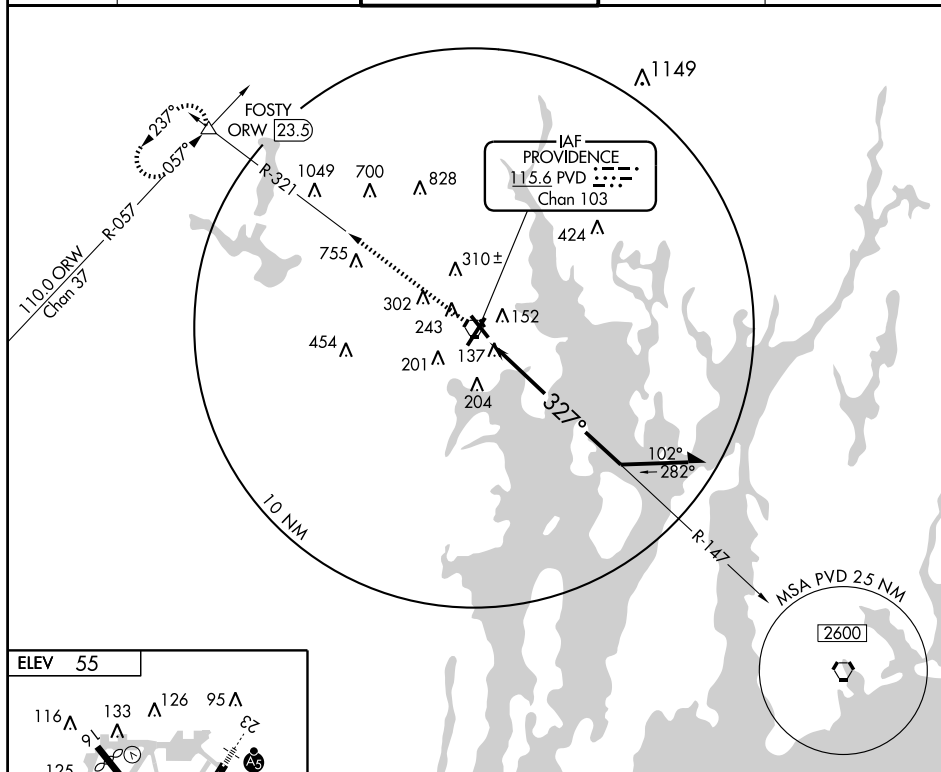 1149
FOSTY
ORW 23.5
237°
057°
R-057
110.0 ORW
Chan 37
R-321
1049
700
828
IAF
PROVIDENCE
115.6 PVD
Chan 103
424
755
310±
302
243
152
454
201
137
204
327°
102°
282°
10 NM
R-147
MSA PVD 25 NM
2600
ELEV 55
116
133
126
95
16
23
V
A5
125